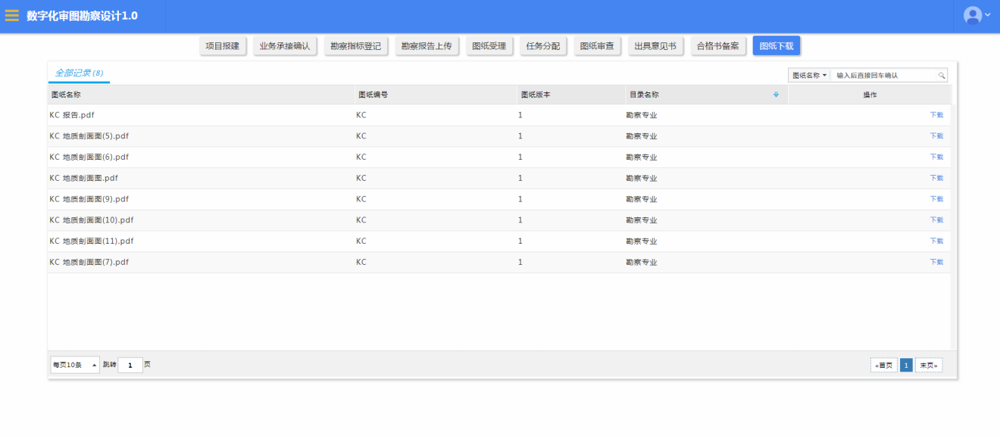 数字化审图勘察设计1.0
项目报建 业务承接确认 勘察指标登记 勘察报告上传 图纸受理 任务分配 图纸审查 出具意见书 合格书备案 图纸下载
全部记录(8) 图纸名称 输入后直接回车确认
图纸名称 图纸编号 图纸版本 目录名称 操作
KC 报告.pdf KC 1 勘察专业 下载
KC 地质剖面图(5).pdf KC 1 勘察专业 下载
KC 地质剖面图(6).pdf KC 1 勘察专业 下载
KC 地质剖面图.pdf KC 1 勘察专业 下载
KC 地质剖面图(9).pdf KC 1 勘察专业 下载
KC 地质剖面图(10).pdf KC 1 勘察专业 下载
KC 地质剖面图(11).pdf KC 1 勘察专业 下载
KC 地质剖面图(7).pdf KC 1 勘察专业 下载
每页10条 跳转 1 页 «首页 1 末页»